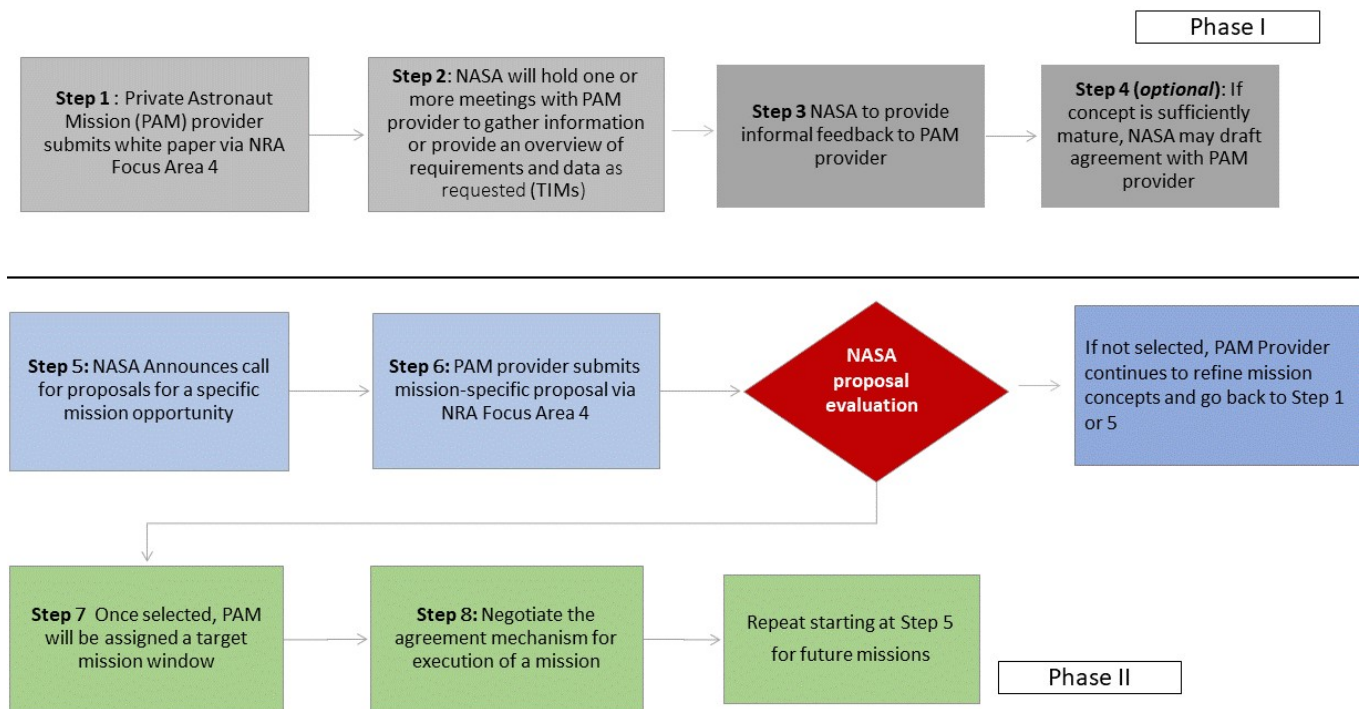 Phase I
Step 1 : Private Astronaut
Mission (PAM) provider
submits white paper via NRA
Focus Area 4
Step 2: NASA will hold one or
more meetings with PAM
provider to gather information
or provide an overview of
requirements and data as
requested (TIMs)
Step 3 NASA to provide
informal feedback to PAM
provider
Step 4 (optional): If
concept is sufficiently
mature, NASA may draft
agreement with PAM
provider
Step 5: NASA Announces call
for proposals for a specific
mission opportunity
Step 6: PAM provider submits
mission-specific proposal via
NRA Focus Area 4
NASA
proposal
evaluation
If not selected, PAM Provider
continues to refine mission
concepts and go back to Step 1
or 5
Step 7 Once selected, PAM
will be assigned a target
mission window
Step 8: Negotiate the
agreement mechanism for
execution of a mission
Repeat starting at Step 5
for future missions
Phase II